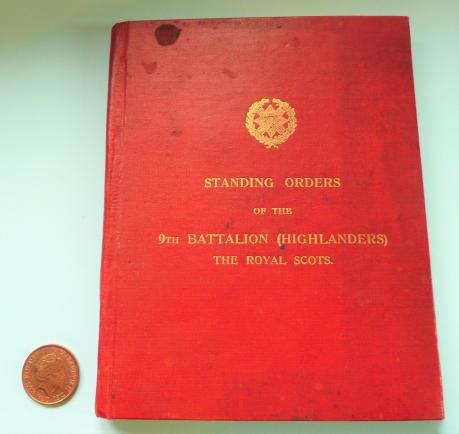 STANDING ORDERS
OF THE
9TH BATTALION (HIGHLANDERS)
THE ROYAL SCOTS.